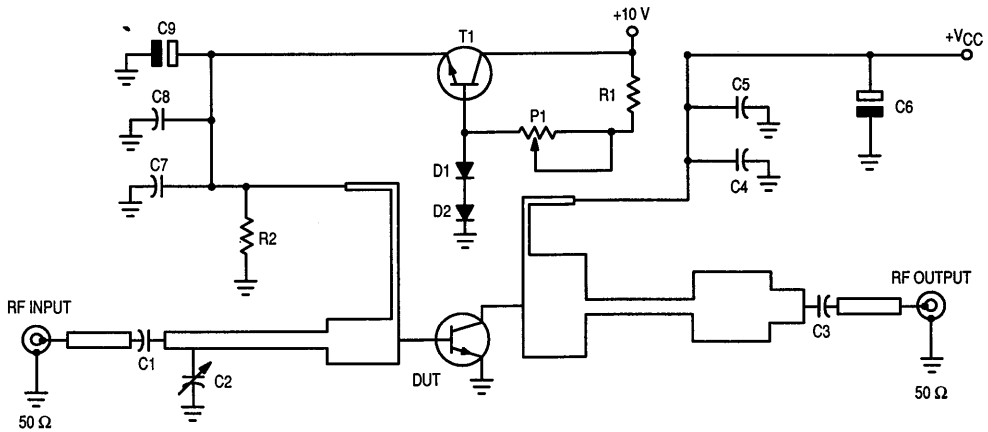 C9
T1
+10 V
+VCC
C8
R1
C5
C6
P1
C7
D1
C4
D2
R2
RF INPUT
RF OUTPUT
C1
C2
DUT
C3
50 Ω
50 Ω